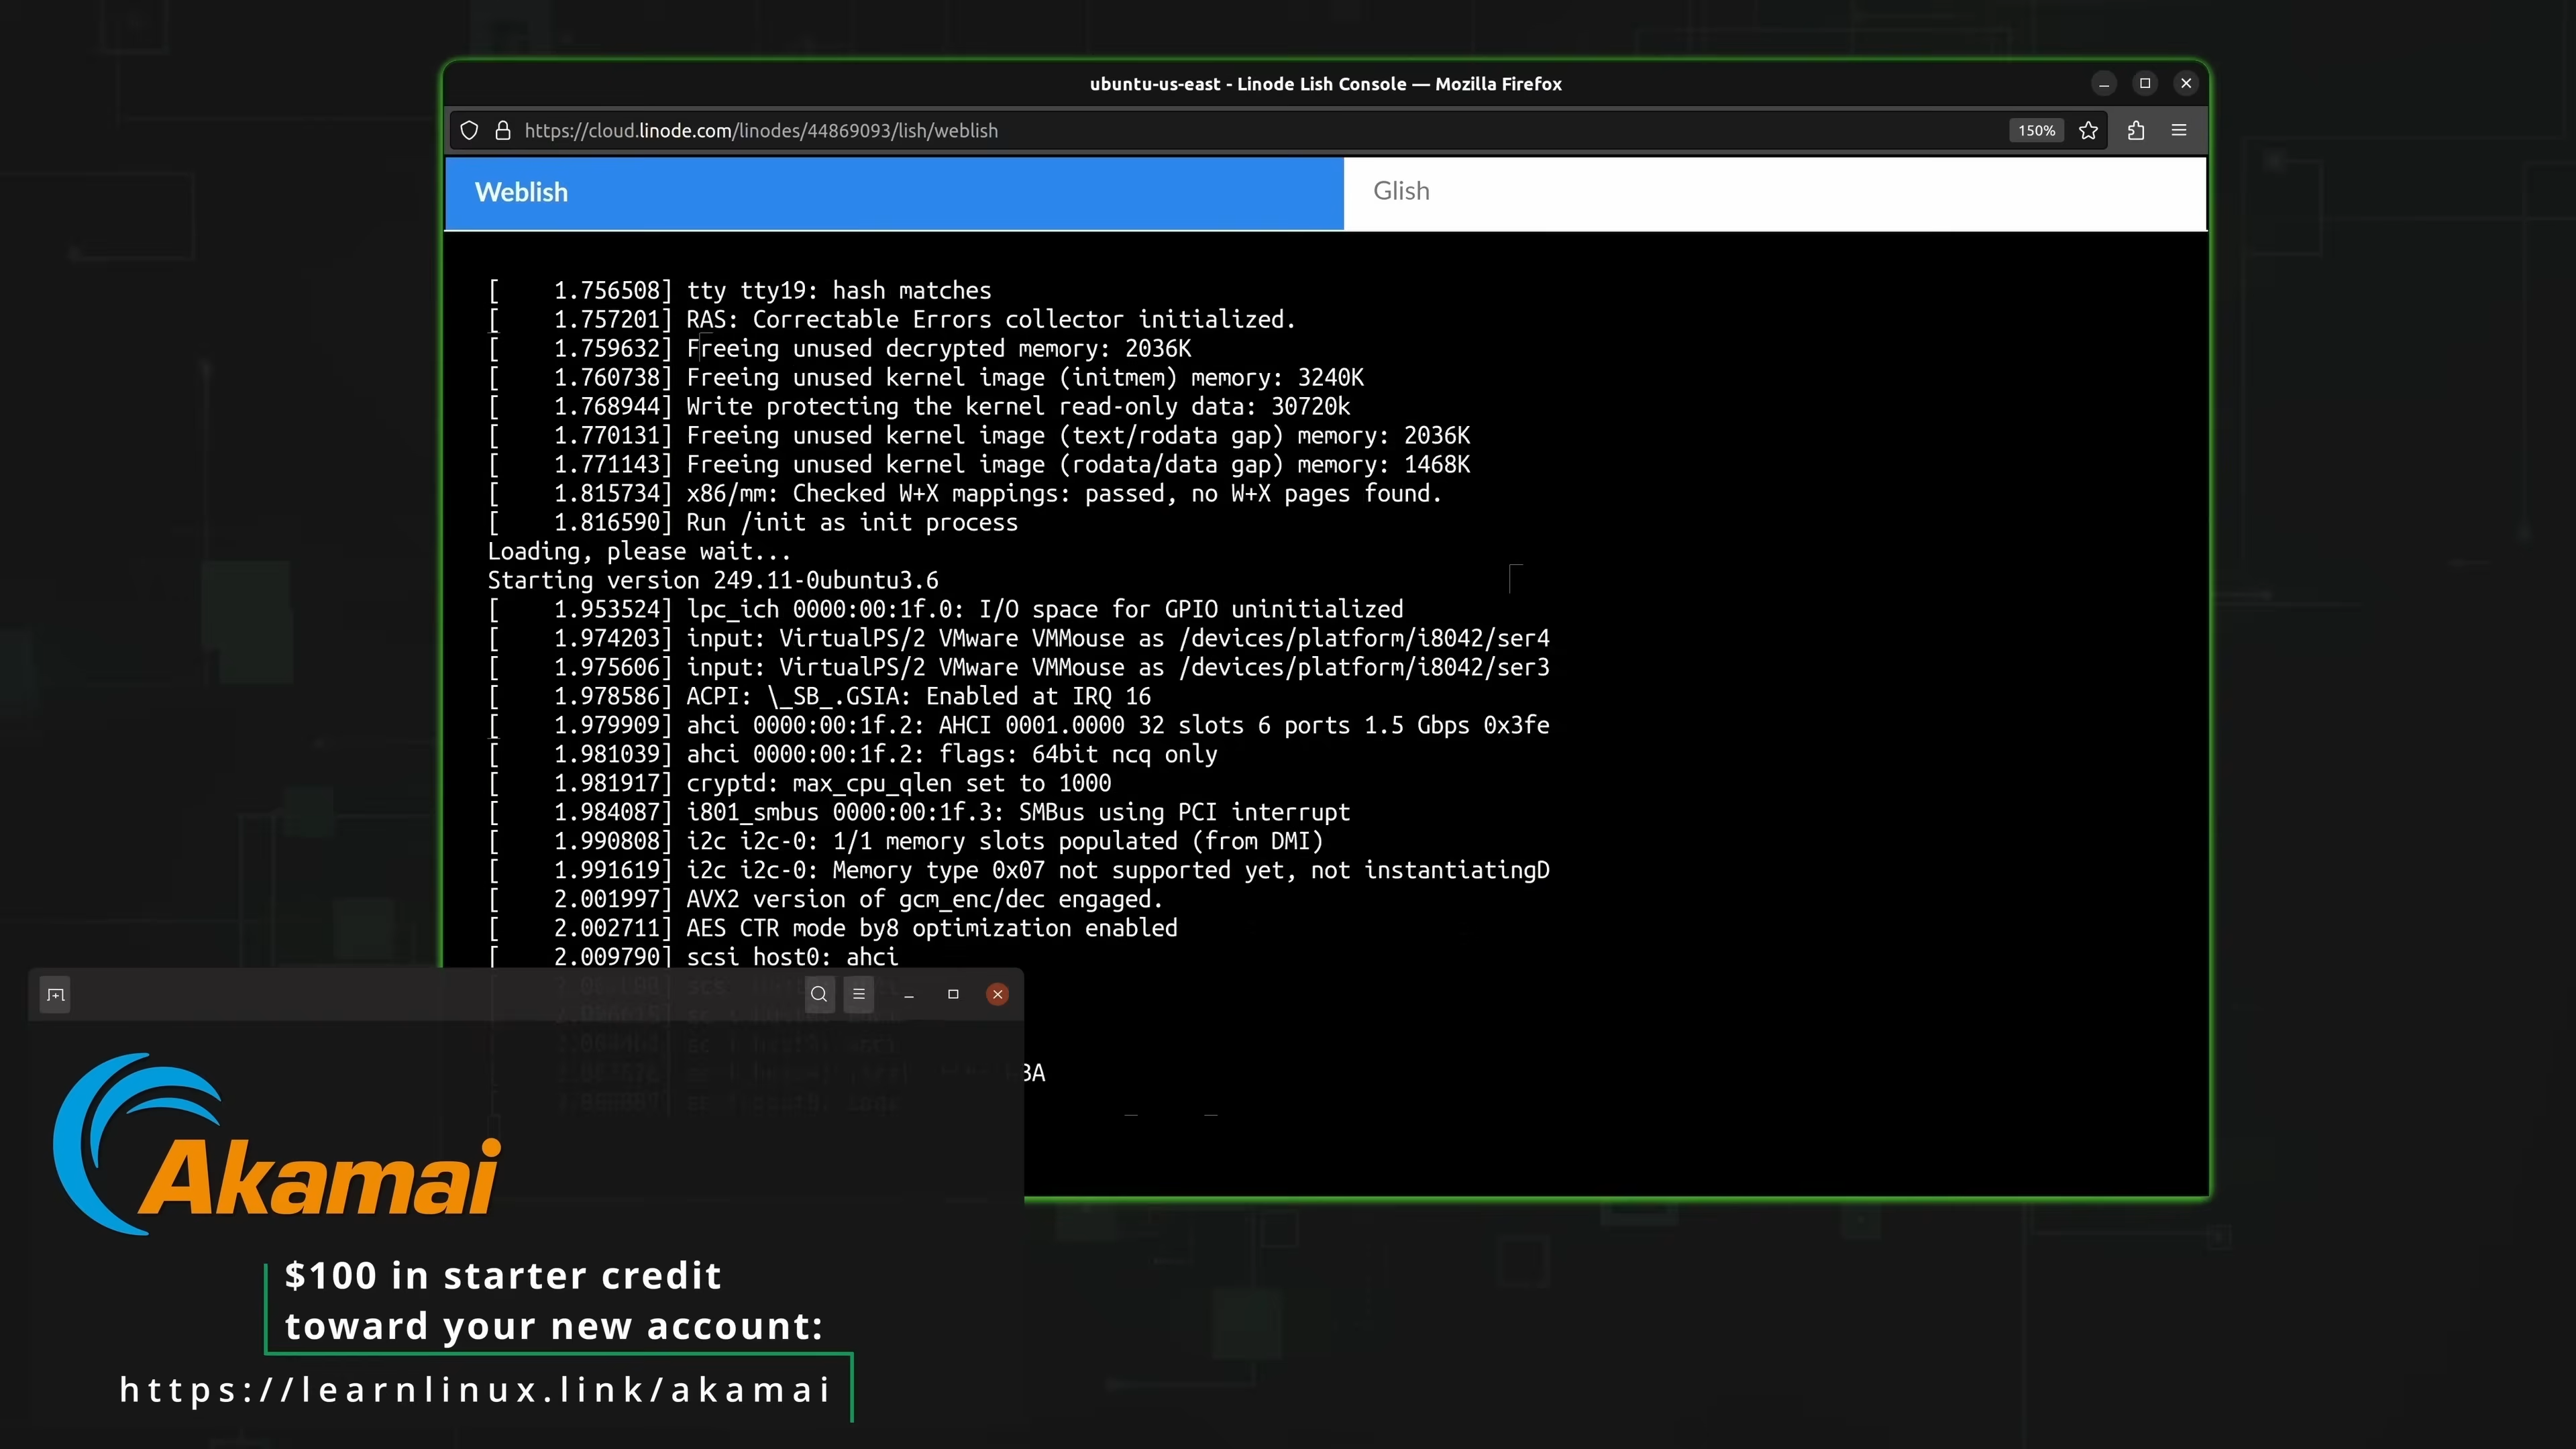 ubuntu-us-east - Linode Lish Console — Mozilla Firefox
https://cloud.linode.com/linodes/44869093/lish/weblish
150%
Weblish
Glish
[    1.756508] tty tty19: hash matches
[    1.757201] RAS: Correctable Errors collector initialized.
[    1.759632] Freeing unused decrypted memory: 2036K
[    1.760738] Freeing unused kernel image (initmem) memory: 3240K
[    1.768944] Write protecting the kernel read-only data: 30720k
[    1.770131] Freeing unused kernel image (text/rodata gap) memory: 2036K
[    1.771143] Freeing unused kernel image (rodata/data gap) memory: 1468K
[    1.815734] x86/mm: Checked W+X mappings: passed, no W+X pages found.
[    1.816590] Run /init as init process
Loading, please wait...
Starting version 249.11-0ubuntu3.6
[    1.953524] lpc_ich 0000:00:1f.0: I/O space for GPIO uninitialized
[    1.974203] input: VirtualPS/2 VMware VMMouse as /devices/platform/i8042/ser4
[    1.975606] input: VirtualPS/2 VMware VMMouse as /devices/platform/i8042/ser3
[    1.978586] ACPI: \_SB_.GSIA: Enabled at IRQ 16
[    1.979909] ahci 0000:00:1f.2: AHCI 0001.0000 32 slots 6 ports 1.5 Gbps 0x3fe
[    1.981039] ahci 0000:00:1f.2: flags: 64bit ncq only
[    1.981917] cryptd: max_cpu_qlen set to 1000
[    1.984087] i801_smbus 0000:00:1f.3: SMBus using PCI interrupt
[    1.990808] i2c i2c-0: 1/1 memory slots populated (from DMI)
[    1.991619] i2c i2c-0: Memory type 0x07 not supported yet, not instantiatingD
[    2.001997] AVX2 version of gcm_enc/dec engaged.
[    2.002711] AES CTR mode by8 optimization enabled
[    2.009790] scsi host0: ahci
Akamai
$100 in starter credit
toward your new account:
https://learnlinux.link/akamai